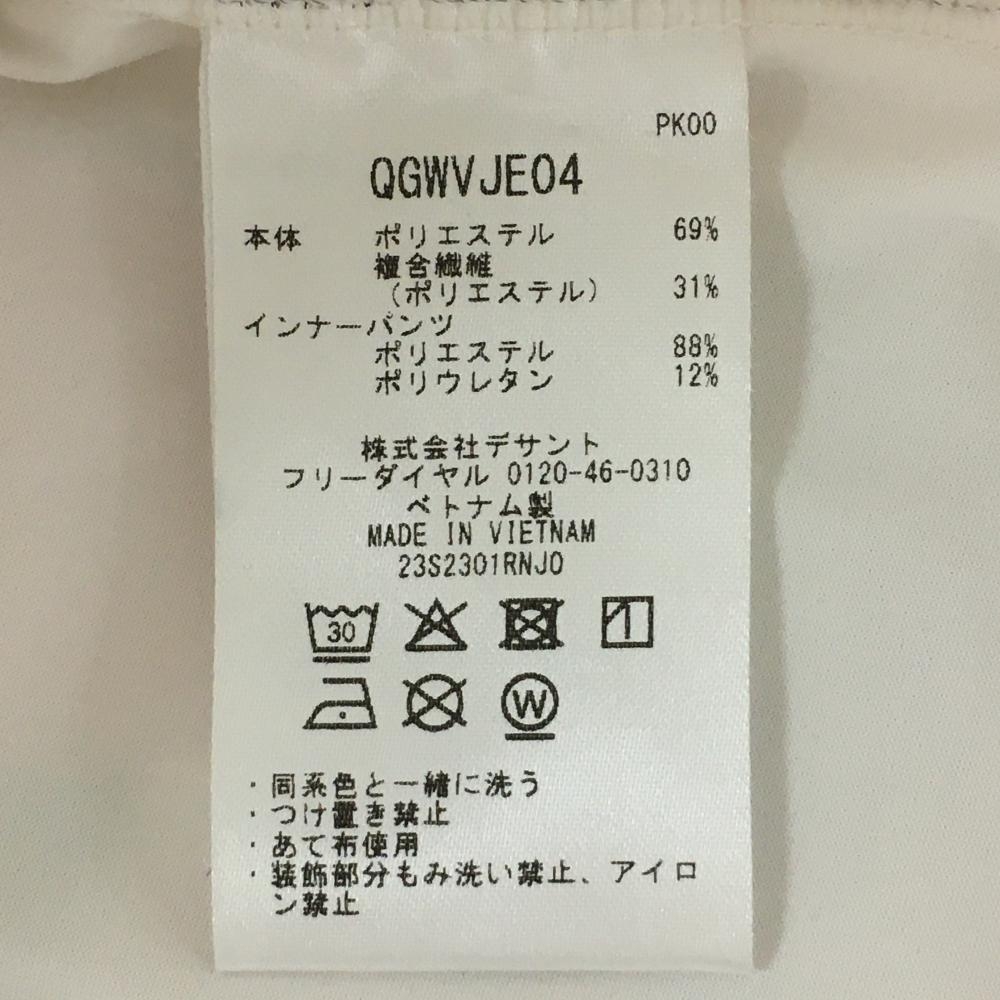 PK00
QGWVJE04
本体 ポリエステル 69%
複合繊維
(ポリエステル) 31%
インナーパンツ
ポリエステル 88%
ポリウレタン 12%
株式会社デサント
フリーダイヤル 0120-46-0310
ベトナム製
MADE IN VIETNAM
23S2301RNJO
30
W
・同系色と一緒に洗う
・つけ置き禁止
・あて布使用
・装飾部分もみ洗い禁止、アイロ
ン禁止